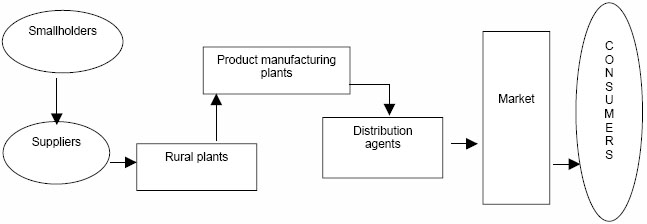 Smallholders
Suppliers
Rural plants
Product manufacturing
plants
Distribution
agents
Market
C
O
N
S
U
M
E
R
S